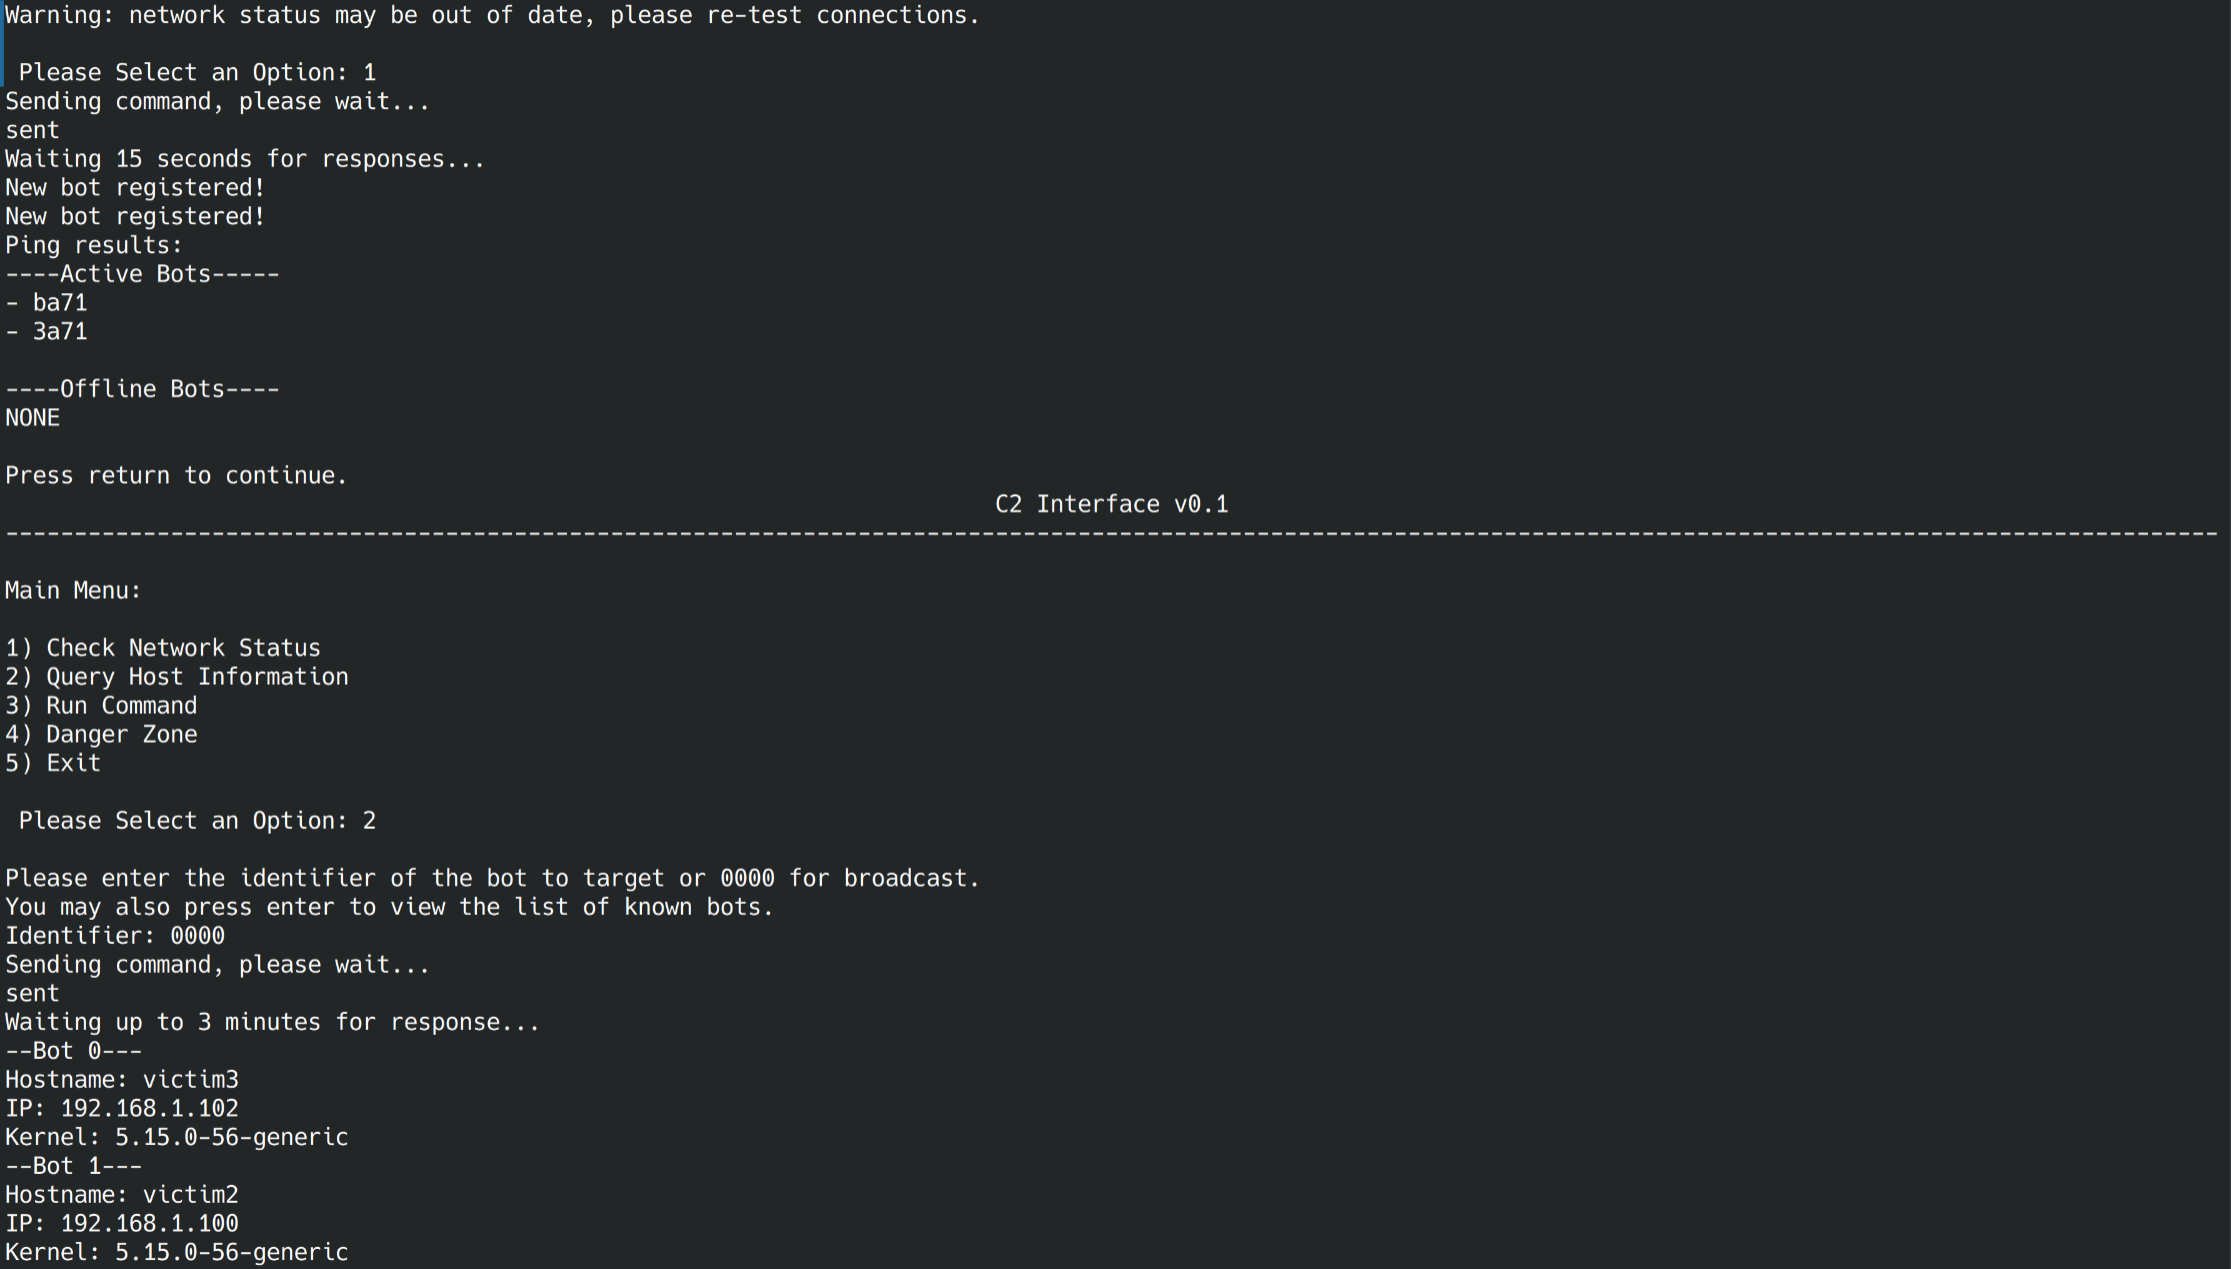 Warning: network status may be out of date, please re-test connections.
Please Select an Option: 1
Sending command, please wait...
sent
Waiting 15 seconds for responses...
New bot registered!
New bot registered!
Ping results:
----Active Bots-----
- ba71
- 3a71
----Offline Bots----
NONE
Press return to continue.
C2 Interface v0.1
-----------------------------------------------------------------------------------------------------------------------------------------------------------------
Main Menu:
1) Check Network Status
2) Query Host Information
3) Run Command
4) Danger Zone
5) Exit
Please Select an Option: 2
Please enter the identifier of the bot to target or 0000 for broadcast.
You may also press enter to view the list of known bots.
Identifier: 0000
Sending command, please wait...
sent
Waiting up to 3 minutes for response...
--Bot 0---
Hostname: victim3
IP: 192.168.1.102
Kernel: 5.15.0-56-generic
--Bot 1---
Hostname: victim2
IP: 192.168.1.100
Kernel: 5.15.0-56-generic